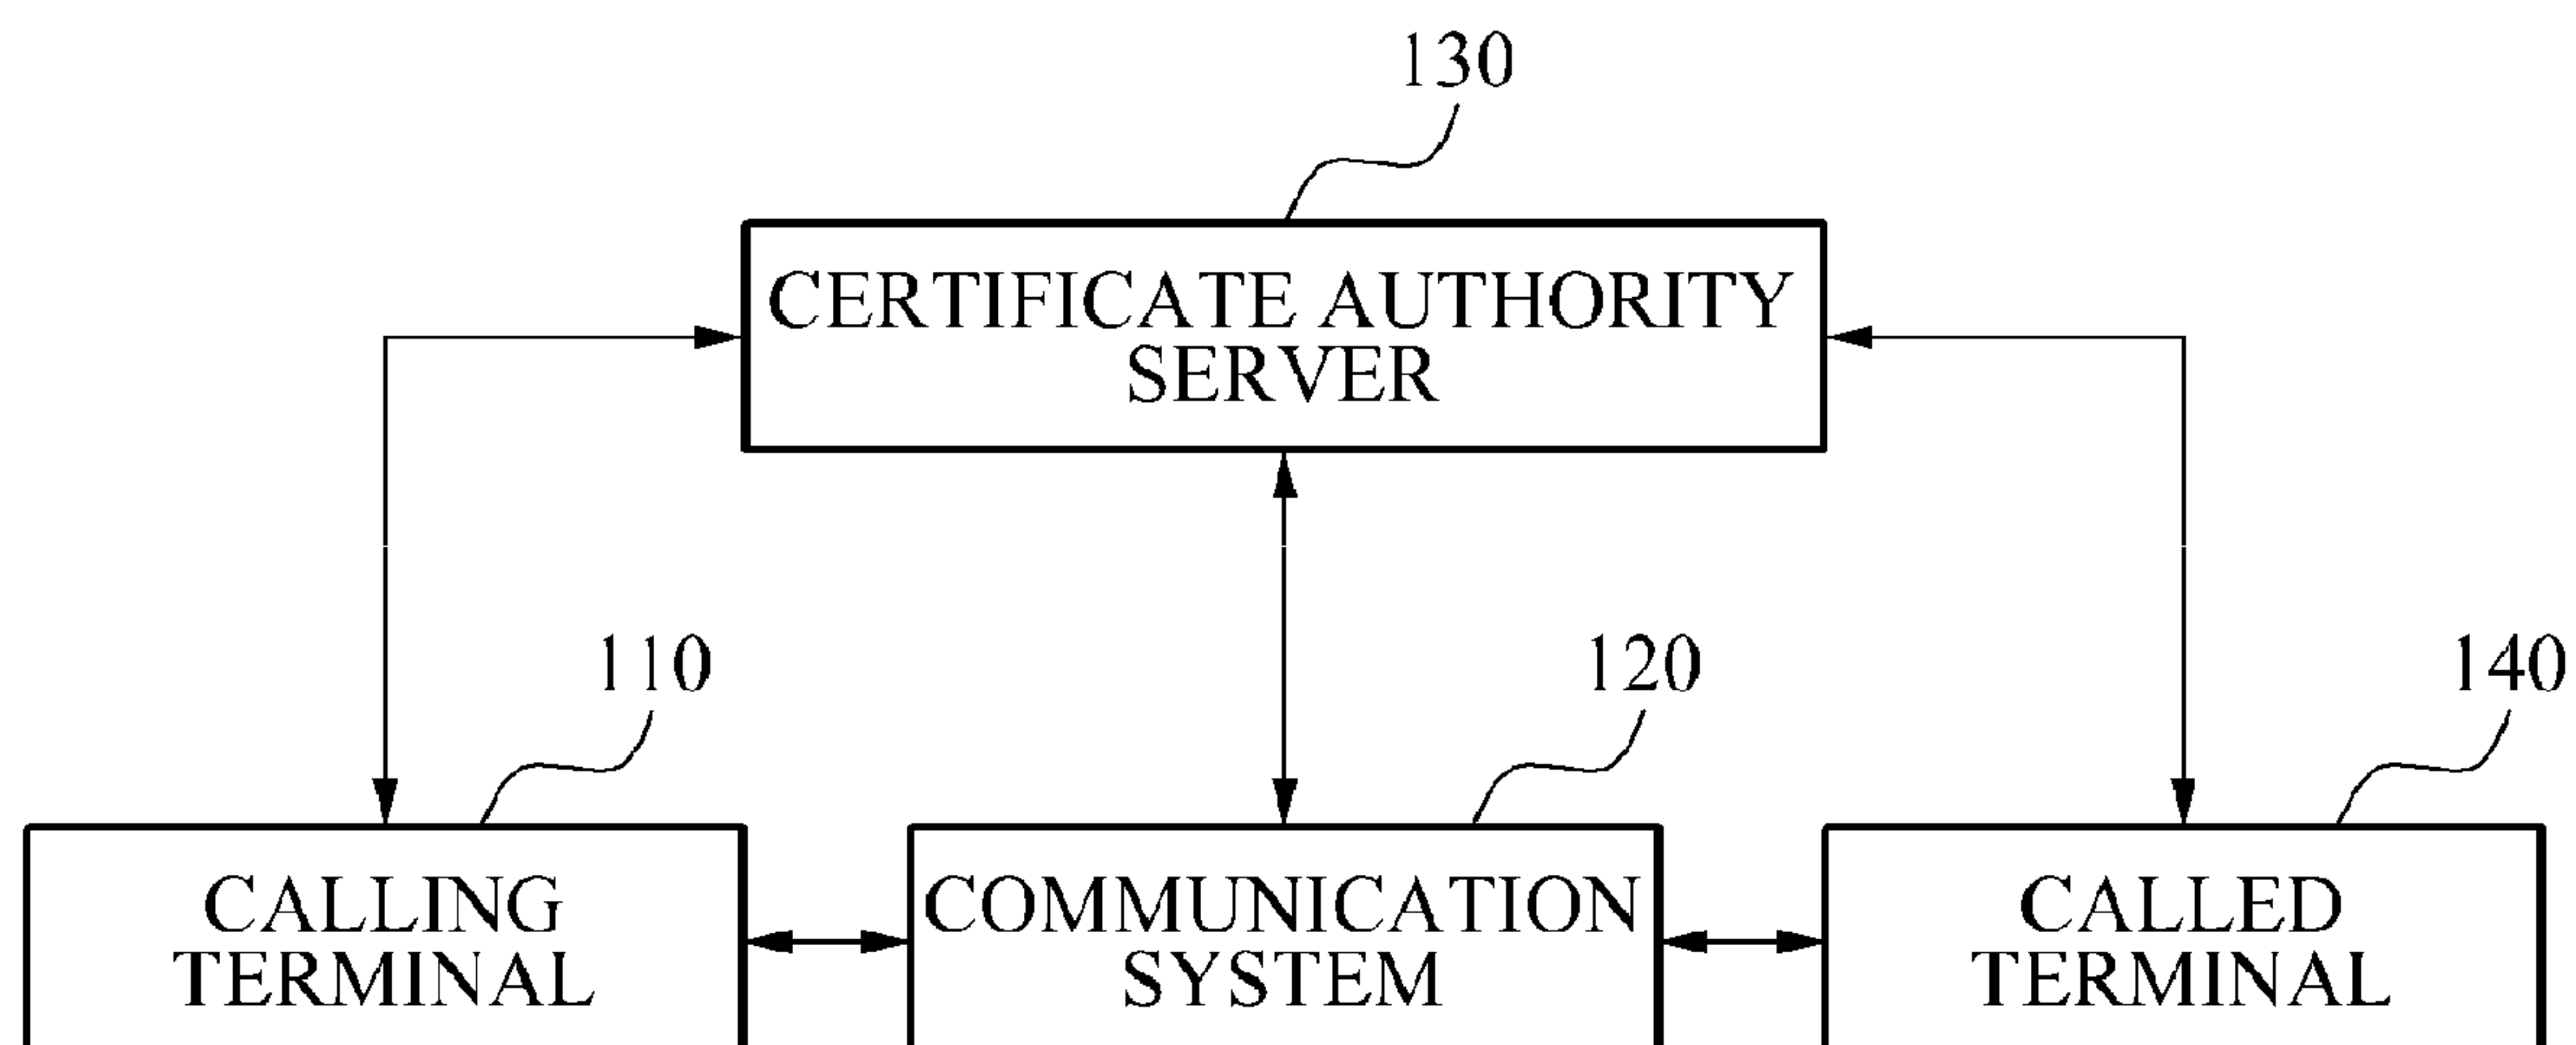 130
CERTIFICATE AUTHORITY
SERVER
110
120
140
CALLING
TERMINAL
COMMUNICATION
SYSTEM
CALLED
TERMINAL